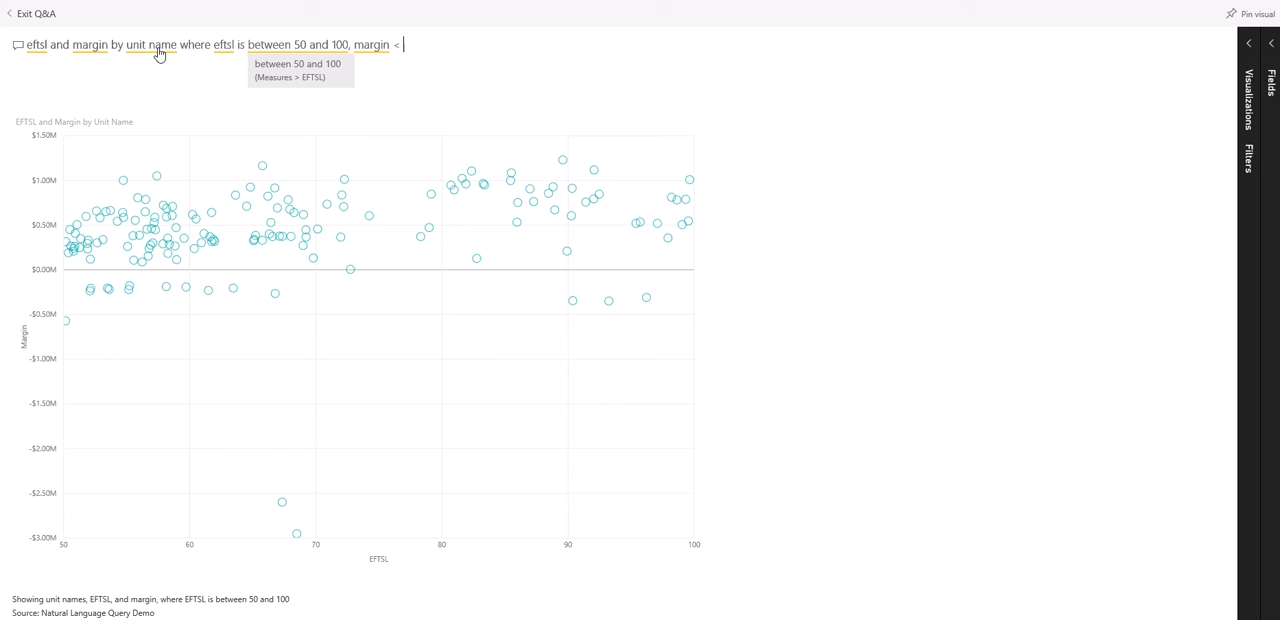 Exit Q&A
Pin visual
eftsl and margin by unit name where eftsl is between 50 and 100, margin <
between 50 and 100
(Measures > EFTSL)
Visualizations
Filters
Fields
EFTSL and Margin by Unit Name
$1.50M
$1.00M
$0.50M
$0.00M
-$0.50M
-$1.00M
-$1.50M
-$2.00M
-$2.50M
-$3.00M
Margin
50 60 70 80 90 100
EFTSL
Showing unit names, EFTSL, and margin, where EFTSL is between 50 and 100
Source: Natural Language Query Demo